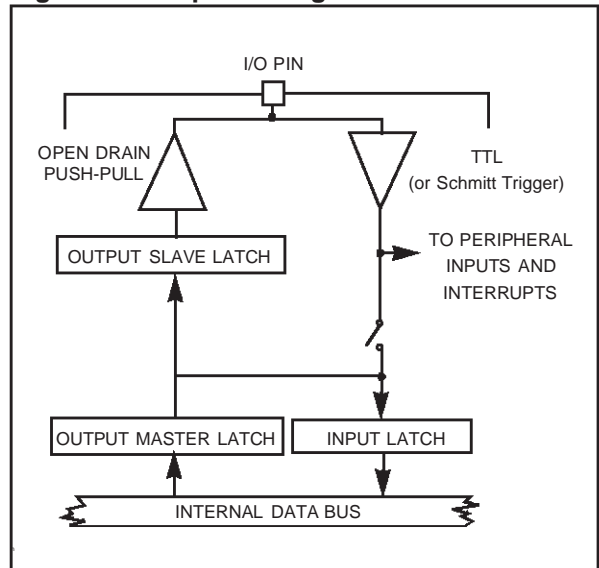 I/O PIN
OPEN DRAIN
PUSH-PULL
TTL
(or Schmitt Trigger)
OUTPUT SLAVE LATCH
TO PERIPHERAL
INPUTS AND
INTERRUPTS
OUTPUT MASTER LATCH
INPUT LATCH
INTERNAL DATA BUS